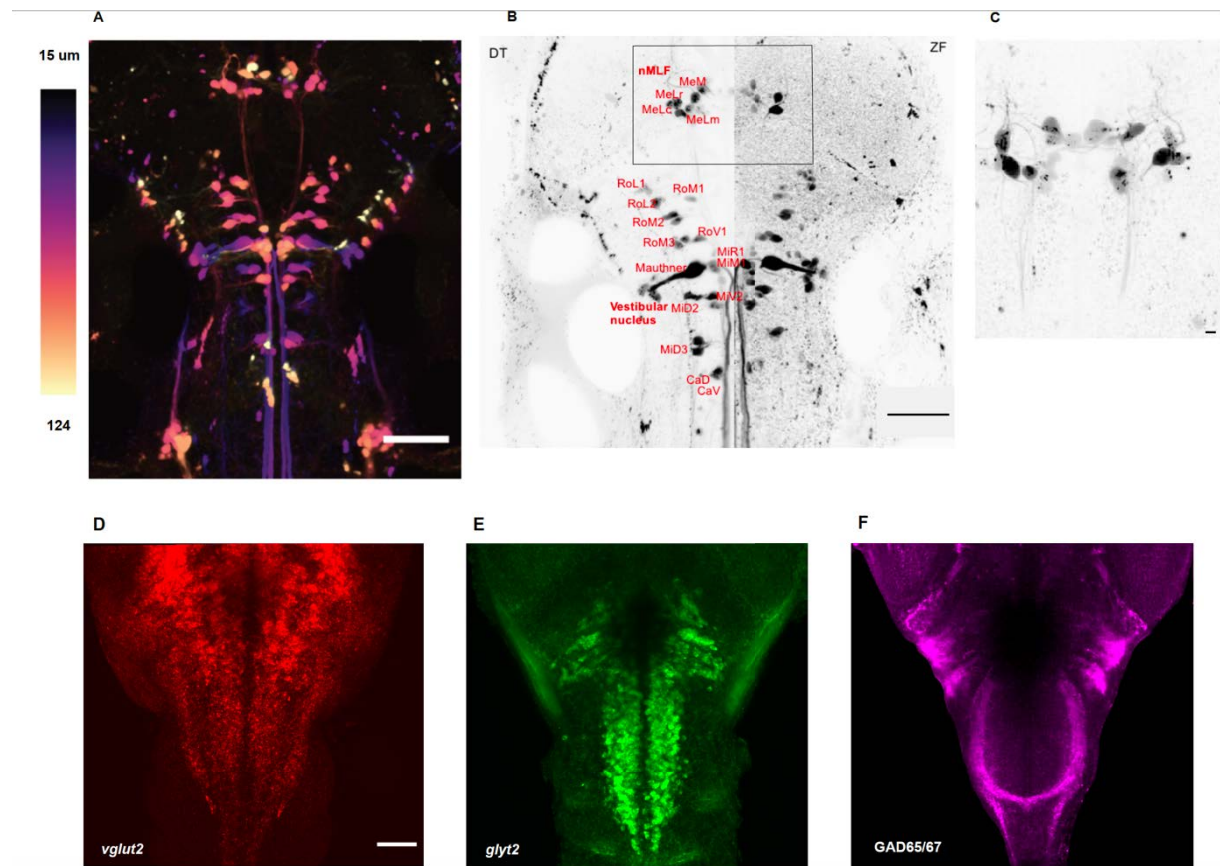 A
B
C
15 um
124
DT
ZF
nMLF
MeM
MeLr
MeLc
MeLm
RoL1
RoM1
RoL2
RoM2
RoV1
RoM3
MiR1
Mauthner
MiM1
MiV2
Vestibular
nucleus
MiD2
MiD3
CaD
CaV
D
E
F
vglut2
glyt2
GAD65/67